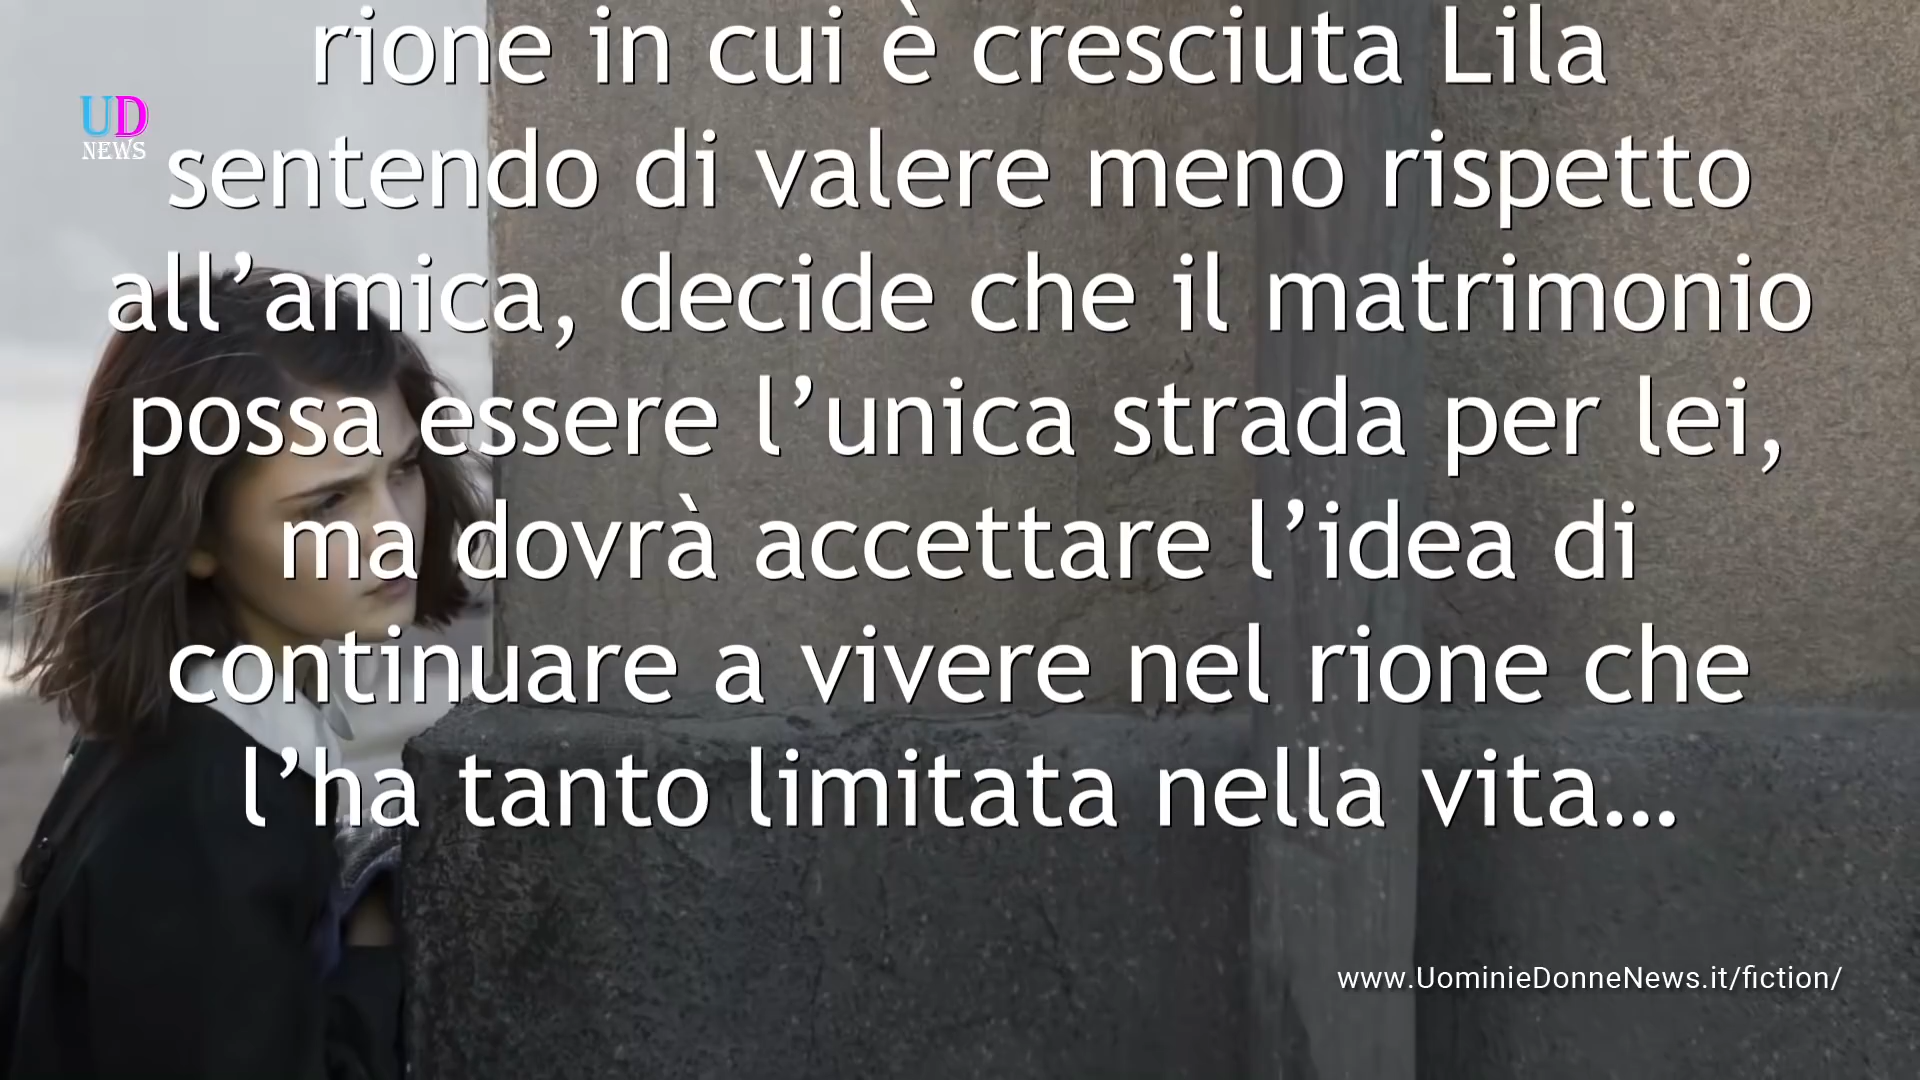 rione in cui è cresciuta Lila
UD
NEWS
sentendo di valere meno rispetto
all’amica, decide che il matrimonio
possa essere l’unica strada per lei,
ma dovrà accettare l’idea di
continuare a vivere nel rione che
l’ha tanto limitata nella vita...
www.UominieDonneNews.it/fiction/